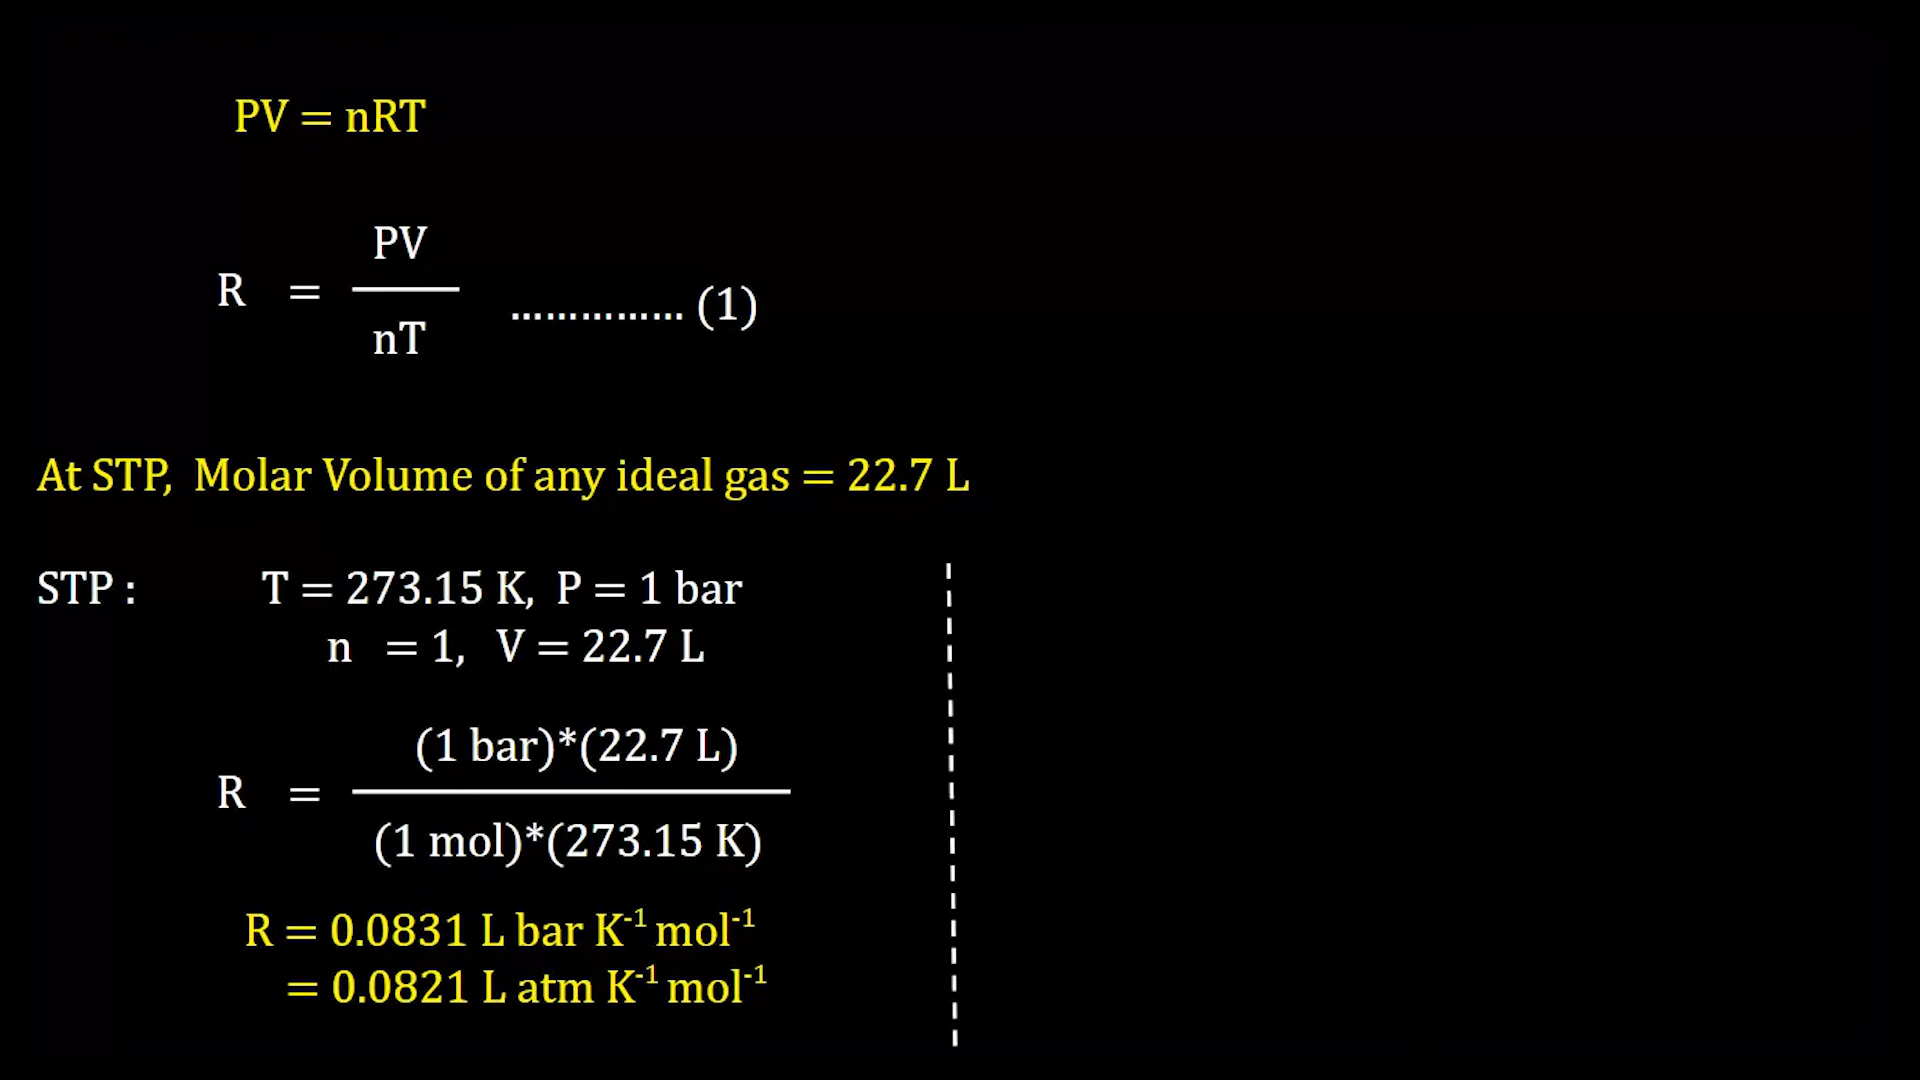 PV = nRT
R = PV / nT ............... (1)
At STP, Molar Volume of any ideal gas = 22.7 L
STP : T = 273.15 K, P = 1 bar
n = 1, V = 22.7 L
R = (1 bar)*(22.7 L) / (1 mol)*(273.15 K)
R = 0.0831 L bar K⁻¹ mol⁻¹
= 0.0821 L atm K⁻¹ mol⁻¹